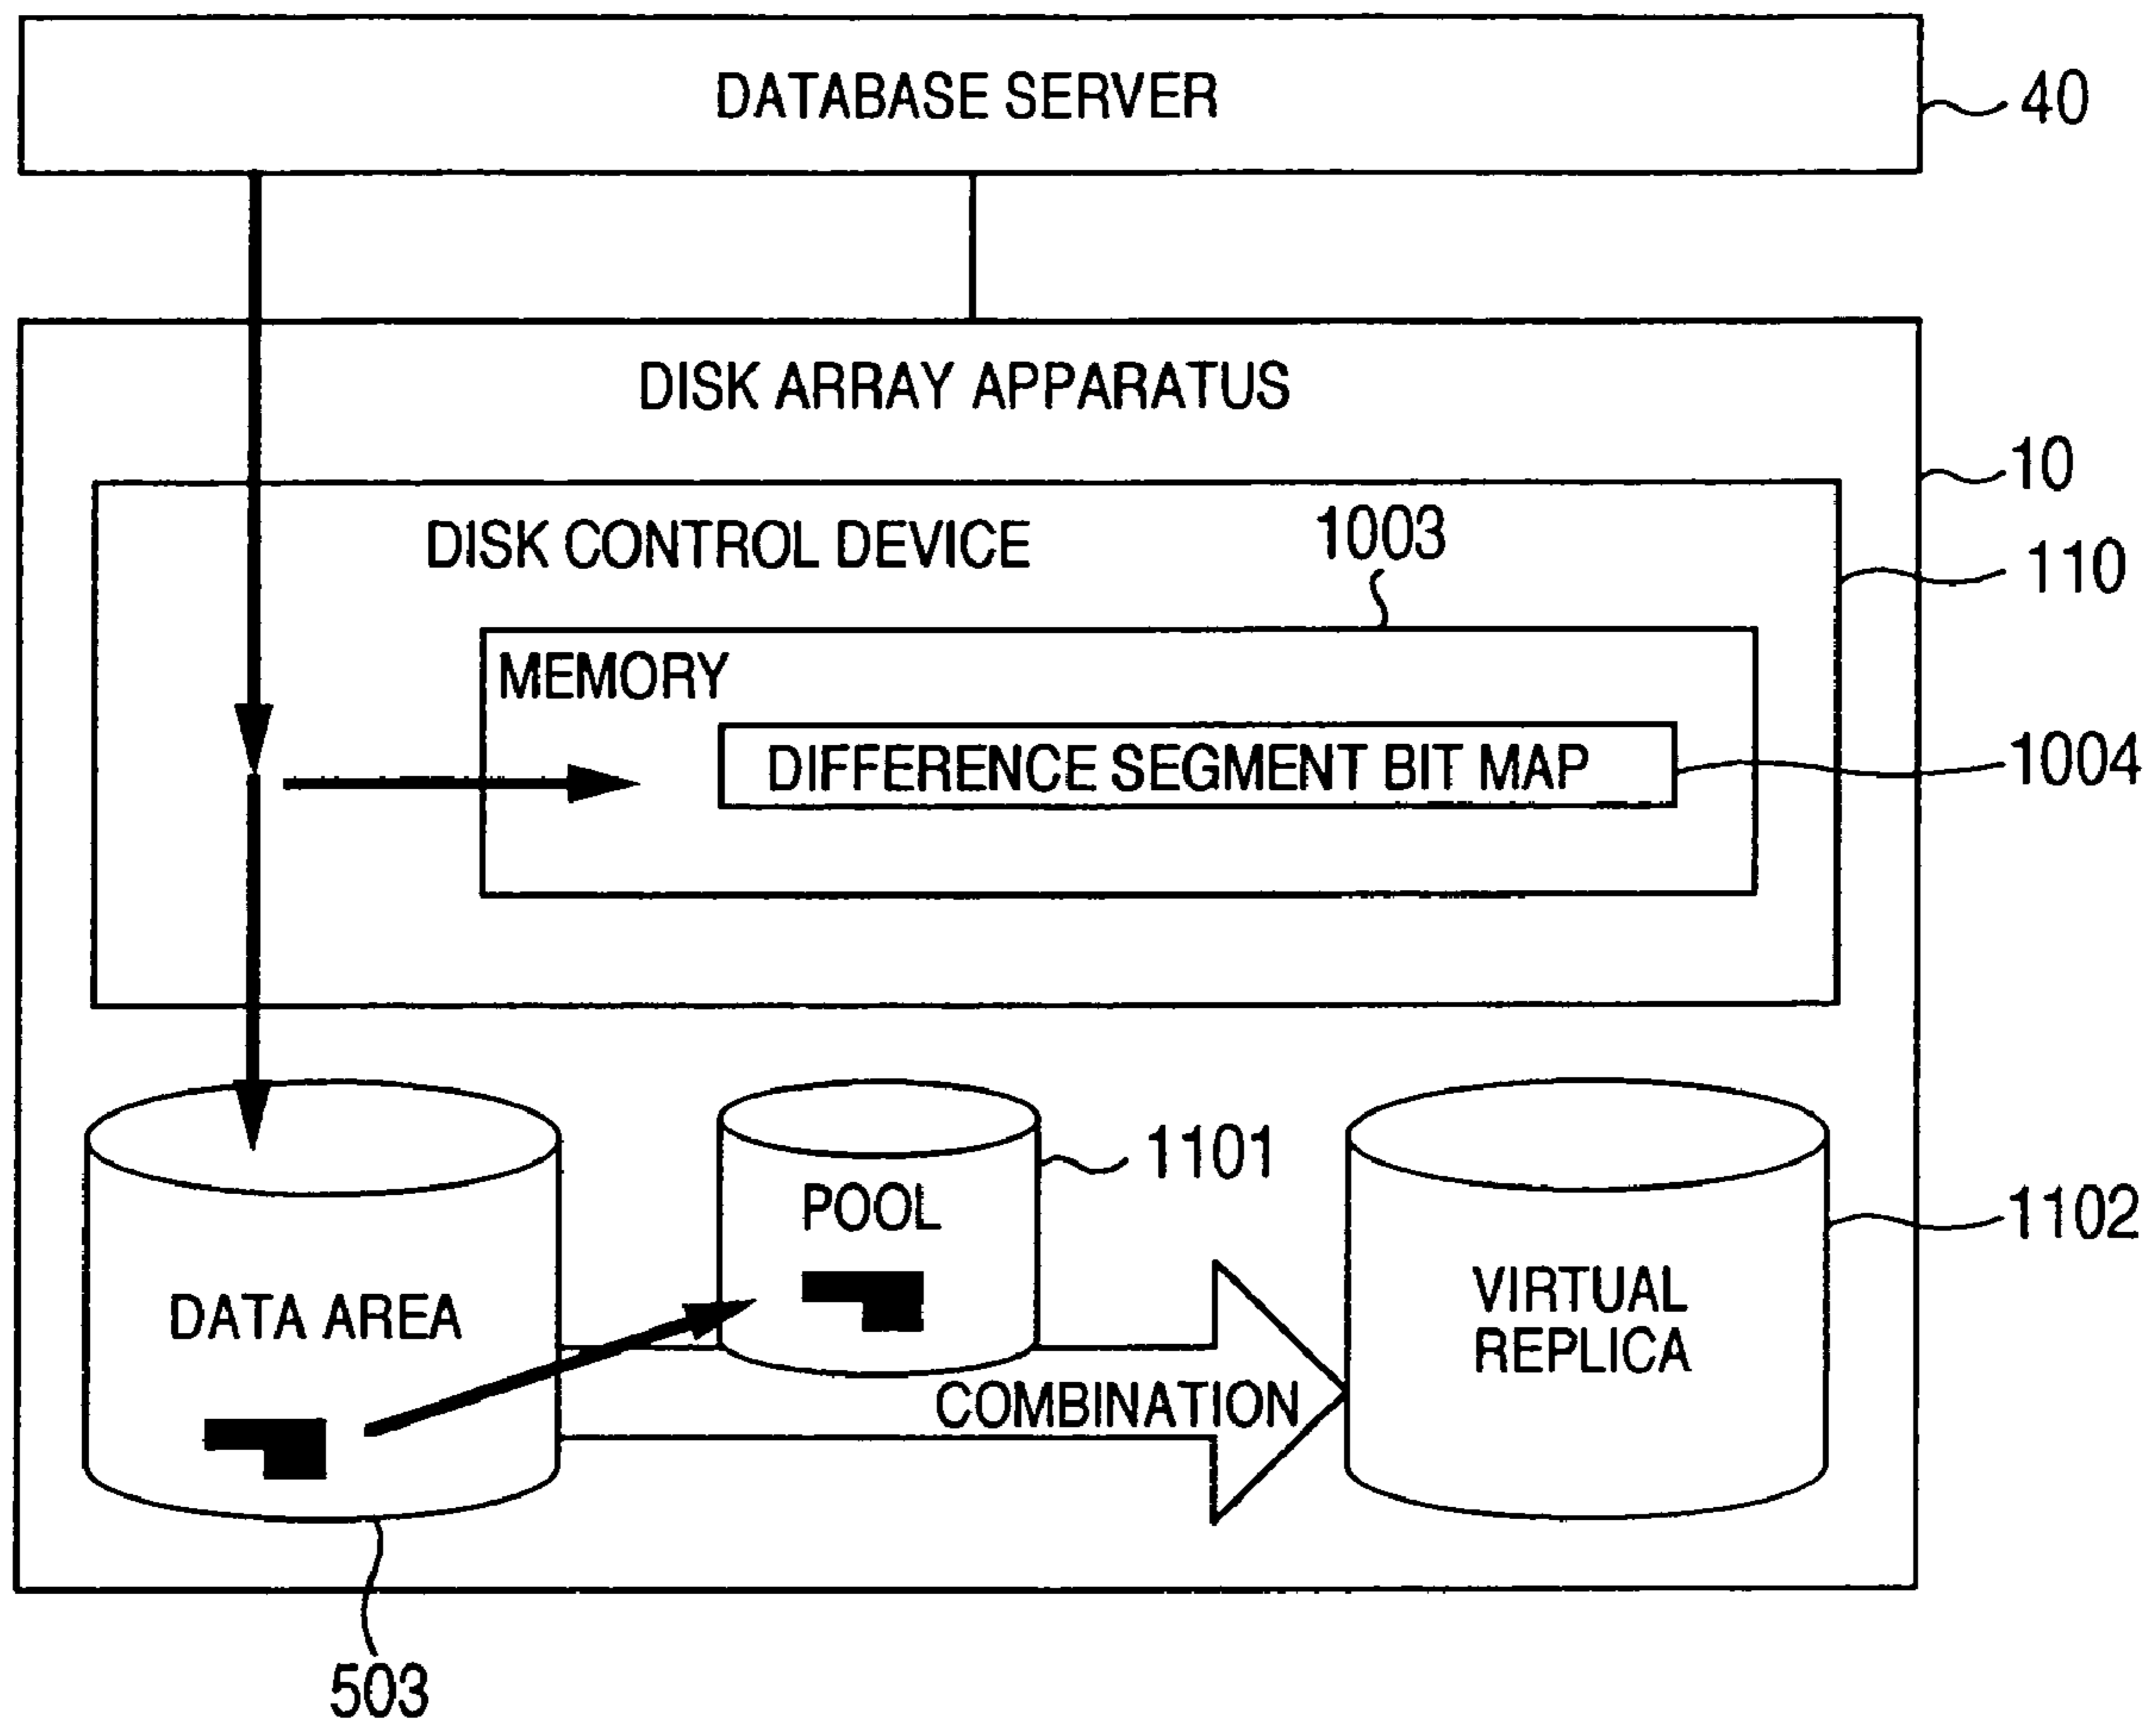 DATABASE SERVER
40
DISK ARRAY APPARATUS
10
DISK CONTROL DEVICE
1003
110
MEMORY
DIFFERENCE SEGMENT BIT MAP
1004
1101
POOL
1102
DATA AREA
VIRTUAL
REPLICA
COMBINATION
503